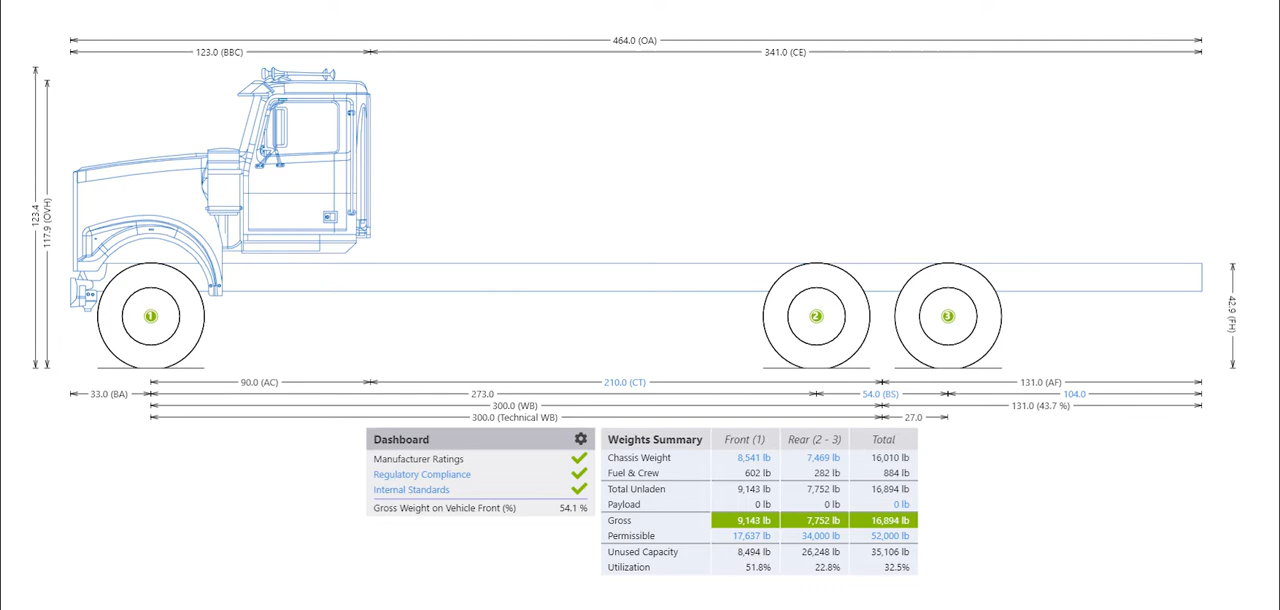 464.0 (OA)
123.0 (BBC) 341.0 (CE)
123.4
117.9 (OVH)
1 2 3
42.9 (FH)
90.0 (AC) 210.0 (CT) 131.0 (AF)
33.0 (BA) 273.0 54.0 (BS) 104.0
300.0 (WB) 131.0 (43.7 %)
300.0 (Technical WB) 27.0
Dashboard
Manufacturer Ratings
Regulatory Compliance
Internal Standards
Gross Weight on Vehicle Front (%) 54.1 %
Weights Summary Front (1) Rear (2 - 3) Total
Chassis Weight 8,541 lb 7,469 lb 16,010 lb
Fuel & Crew 602 lb 282 lb 884 lb
Total Unladen 9,143 lb 7,752 lb 16,894 lb
Payload 0 lb 0 lb 0 lb
Gross 9,143 lb 7,752 lb 16,894 lb
Permissible 17,637 lb 34,000 lb 52,000 lb
Unused Capacity 8,494 lb 26,248 lb 35,106 lb
Utilization 51.8% 22.8% 32.5%